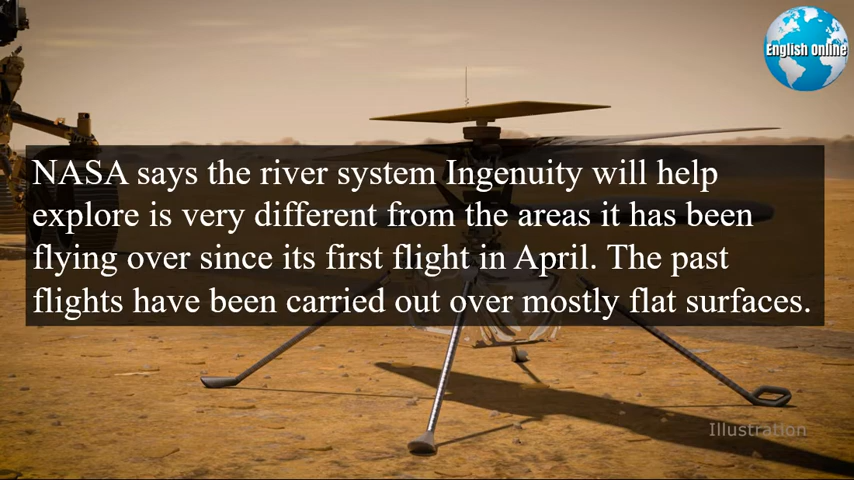 English Online
NASA says the river system Ingenuity will help
explore is very different from the areas it has been
flying over since its first flight in April. The past
flights have been carried out over mostly flat surfaces.
Illustration